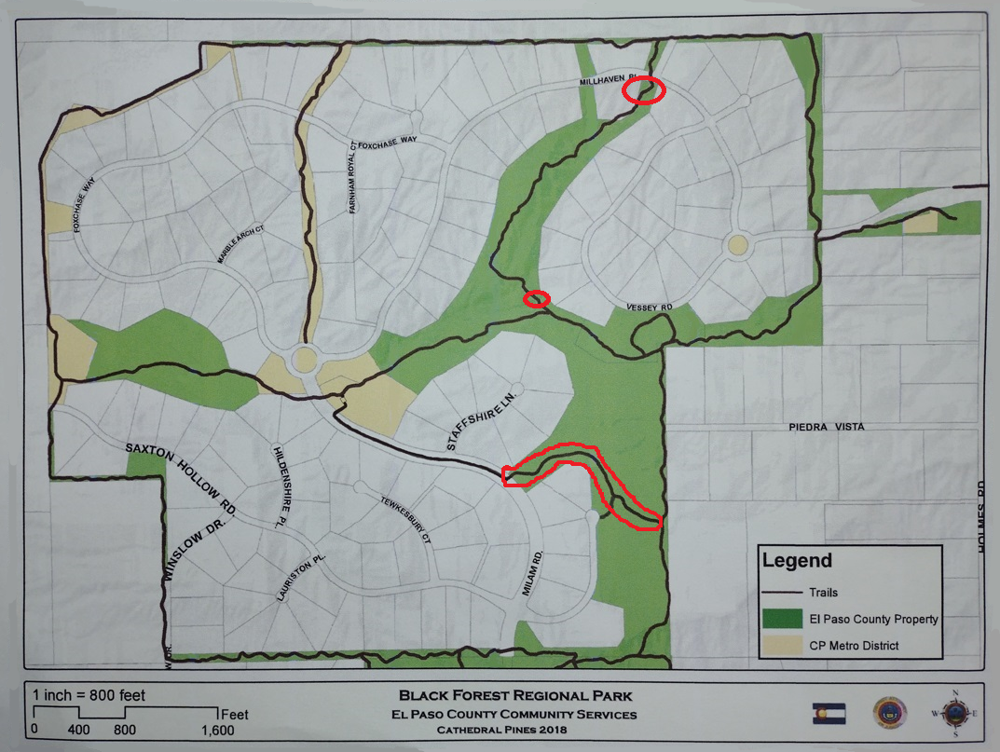 MILLHAVEN PL
FOXCHASE WAY
FARNHAM ROYAL CT
FOXCHASE WAY
MARBLE ARCH CT
VESSEY RD
STAFFSHIRE LN.
PIEDRA VISTA
SAXTON HOLLOW RD.
HILDENSHIRE PL.
TEWKESBURY CT
WINSLOW DR.
LAURISTON PL.
MILAM RD.
HOLMES RD
Legend
Trails
El Paso County Property
CP Metro District
1 inch = 800 feet
Feet
0 400 800 1,600
BLACK FOREST REGIONAL PARK
EL PASO COUNTY COMMUNITY SERVICES
CATHEDRAL PINES 2018
N
W E
S